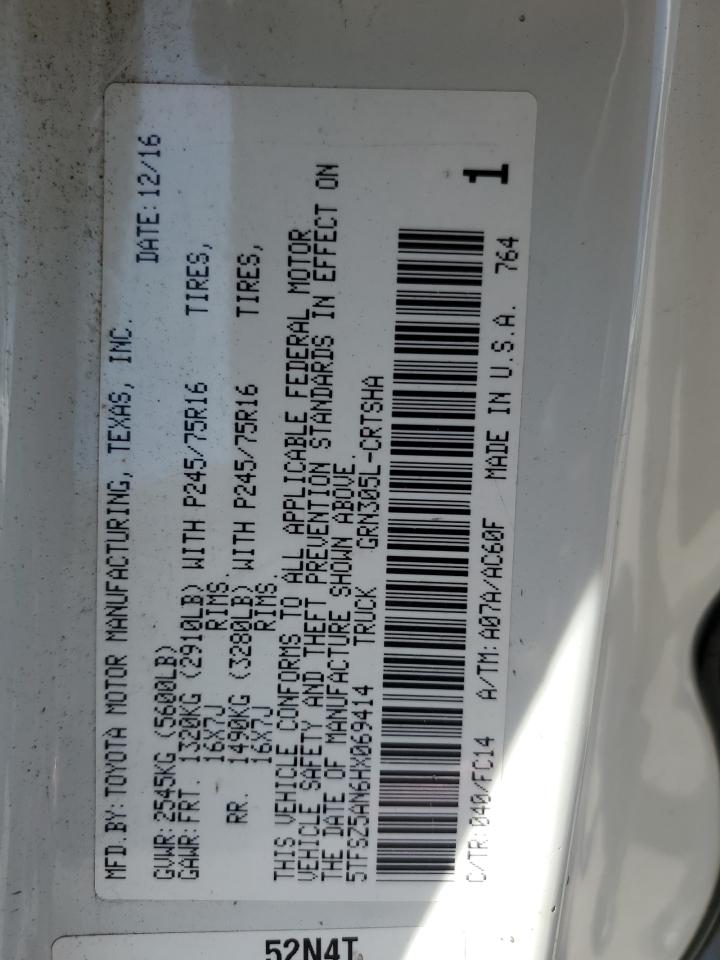 MFD.BY: TOYOTA MOTOR MANUFACTURING, TEXAS, INC.
DATE: 12/16
GVWR: 2545KG (5600LB)
GAWR: FRT. 1320KG (2910LB) WITH P245/75R16 TIRES,
16X7J RIMS.
RR. 1490KG (3280LB) WITH P245/75R16 TIRES,
16X7J RIMS.
THIS VEHICLE CONFORMS TO ALL APPLICABLE FEDERAL MOTOR
VEHICLE SAFETY AND THEFT PREVENTION STANDARDS IN EFFECT ON
THE DATE OF MANUFACTURE SHOWN ABOVE.
5TFSZ5AN6HX069414 TRUCK GRN305L-CRTSHA
C/TR: 040/FC14 A/TM: A07A/AC60F MADE IN U.S.A. 764
1
52N4T